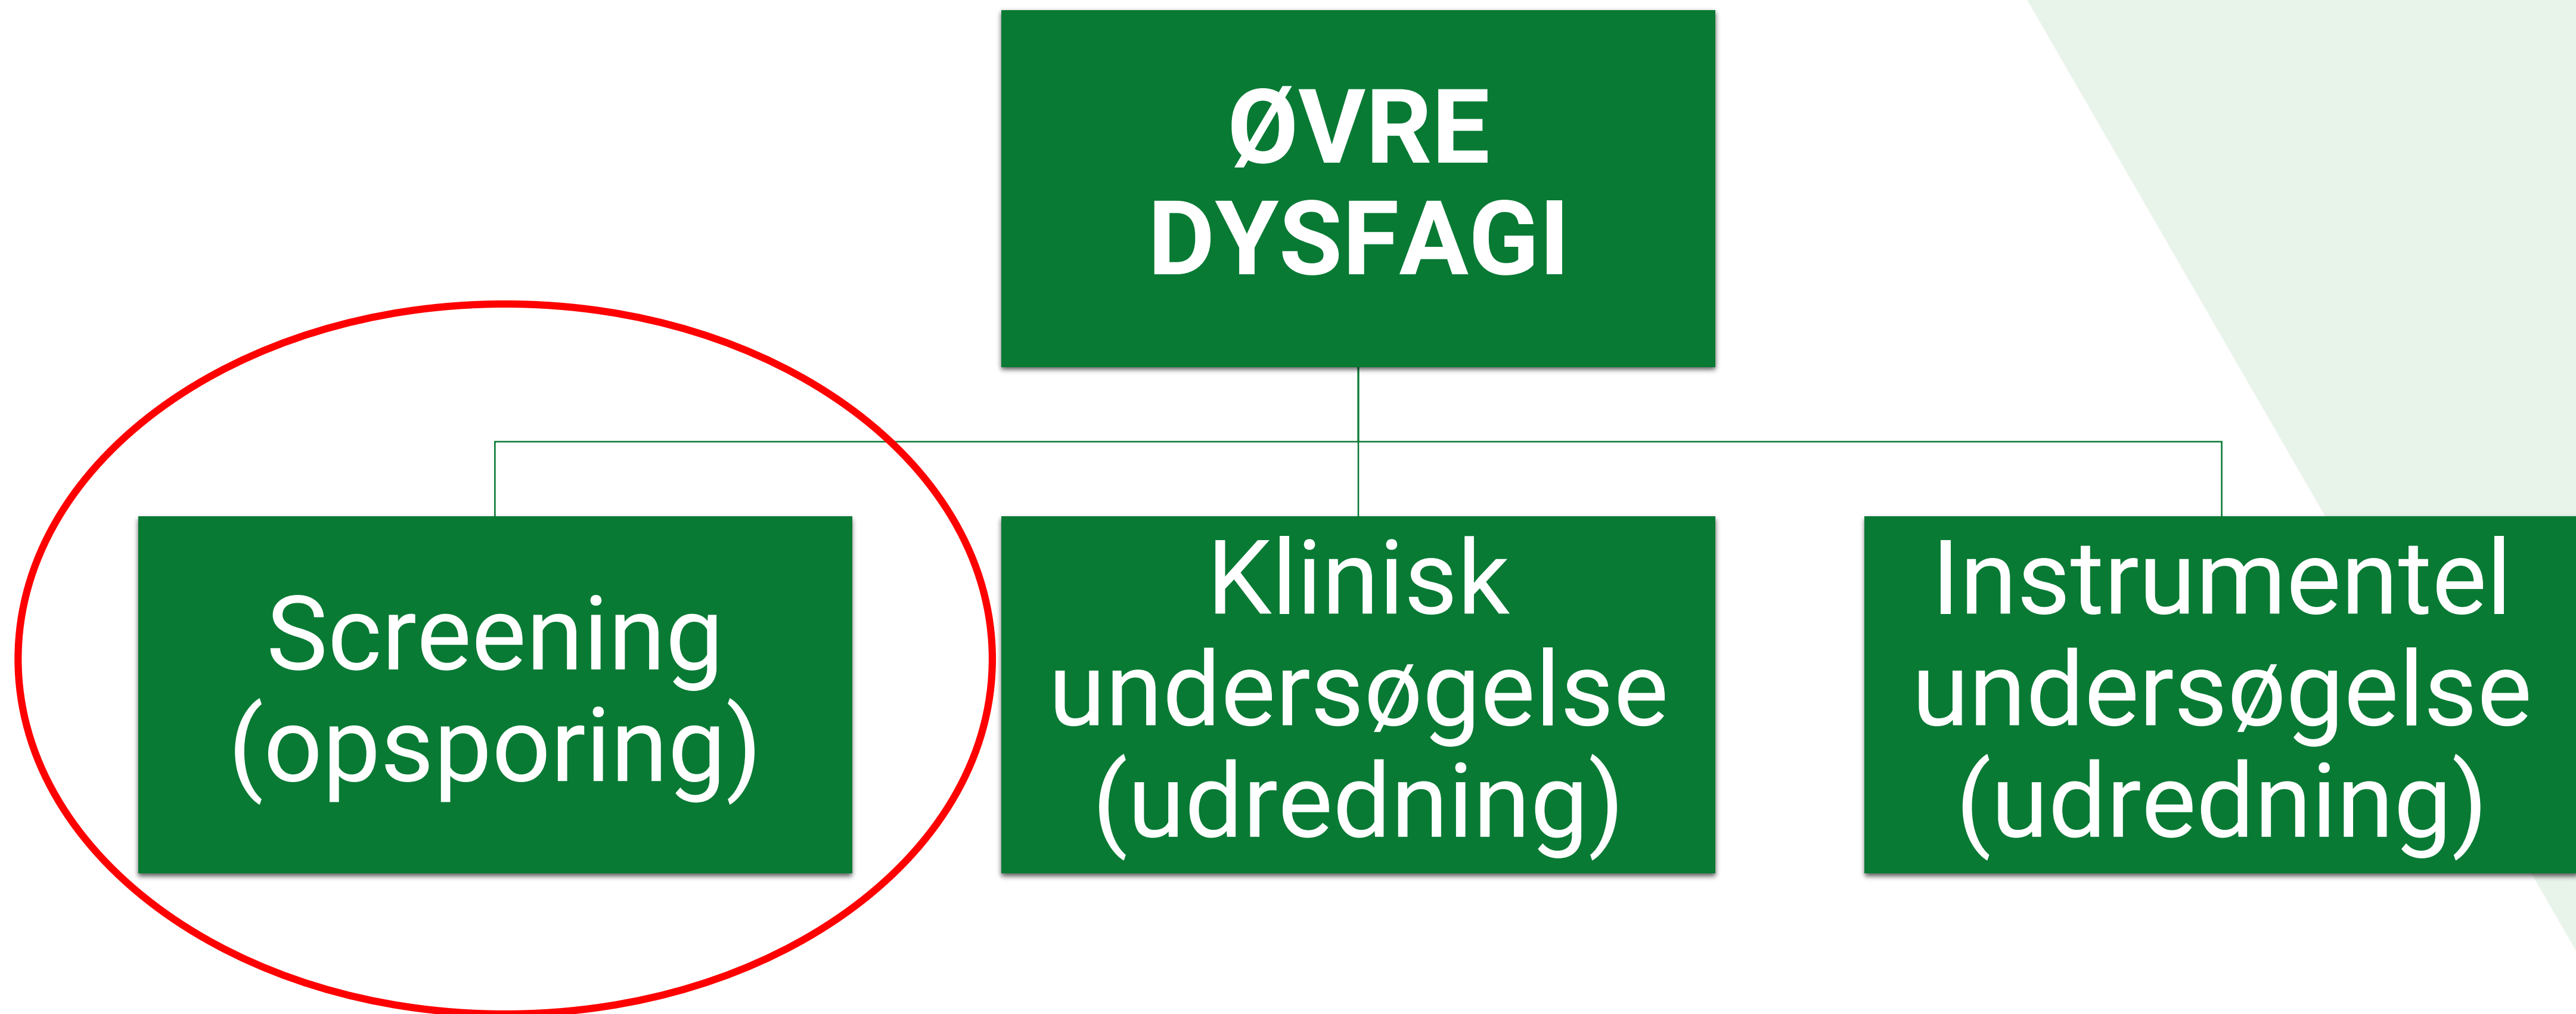 ØVRE
DYSFAGI
Screening
(opsporing)
Klinisk
undersøgelse
(udredning)
Instrumentel
undersøgelse
(udredning)